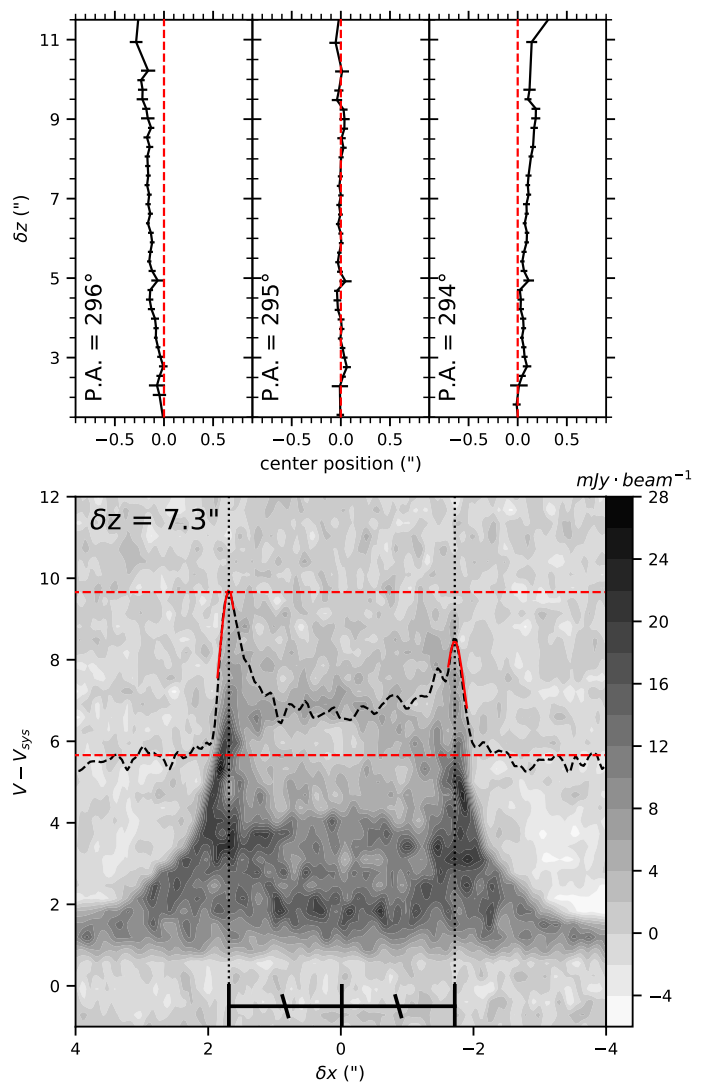 11
9
7
5
3
δz (")
P.A. = 296°
P.A. = 295°
P.A. = 294°
−0.5 0.0 0.5 −0.5 0.0 0.5 −0.5 0.0 0.5
center position (")
mJy · beam⁻¹
δz = 7.3"
12
10
8
6
4
2
0
V − Vsys
28
24
20
16
12
8
4
0
−4
4 2 0 −2 −4
δx (")